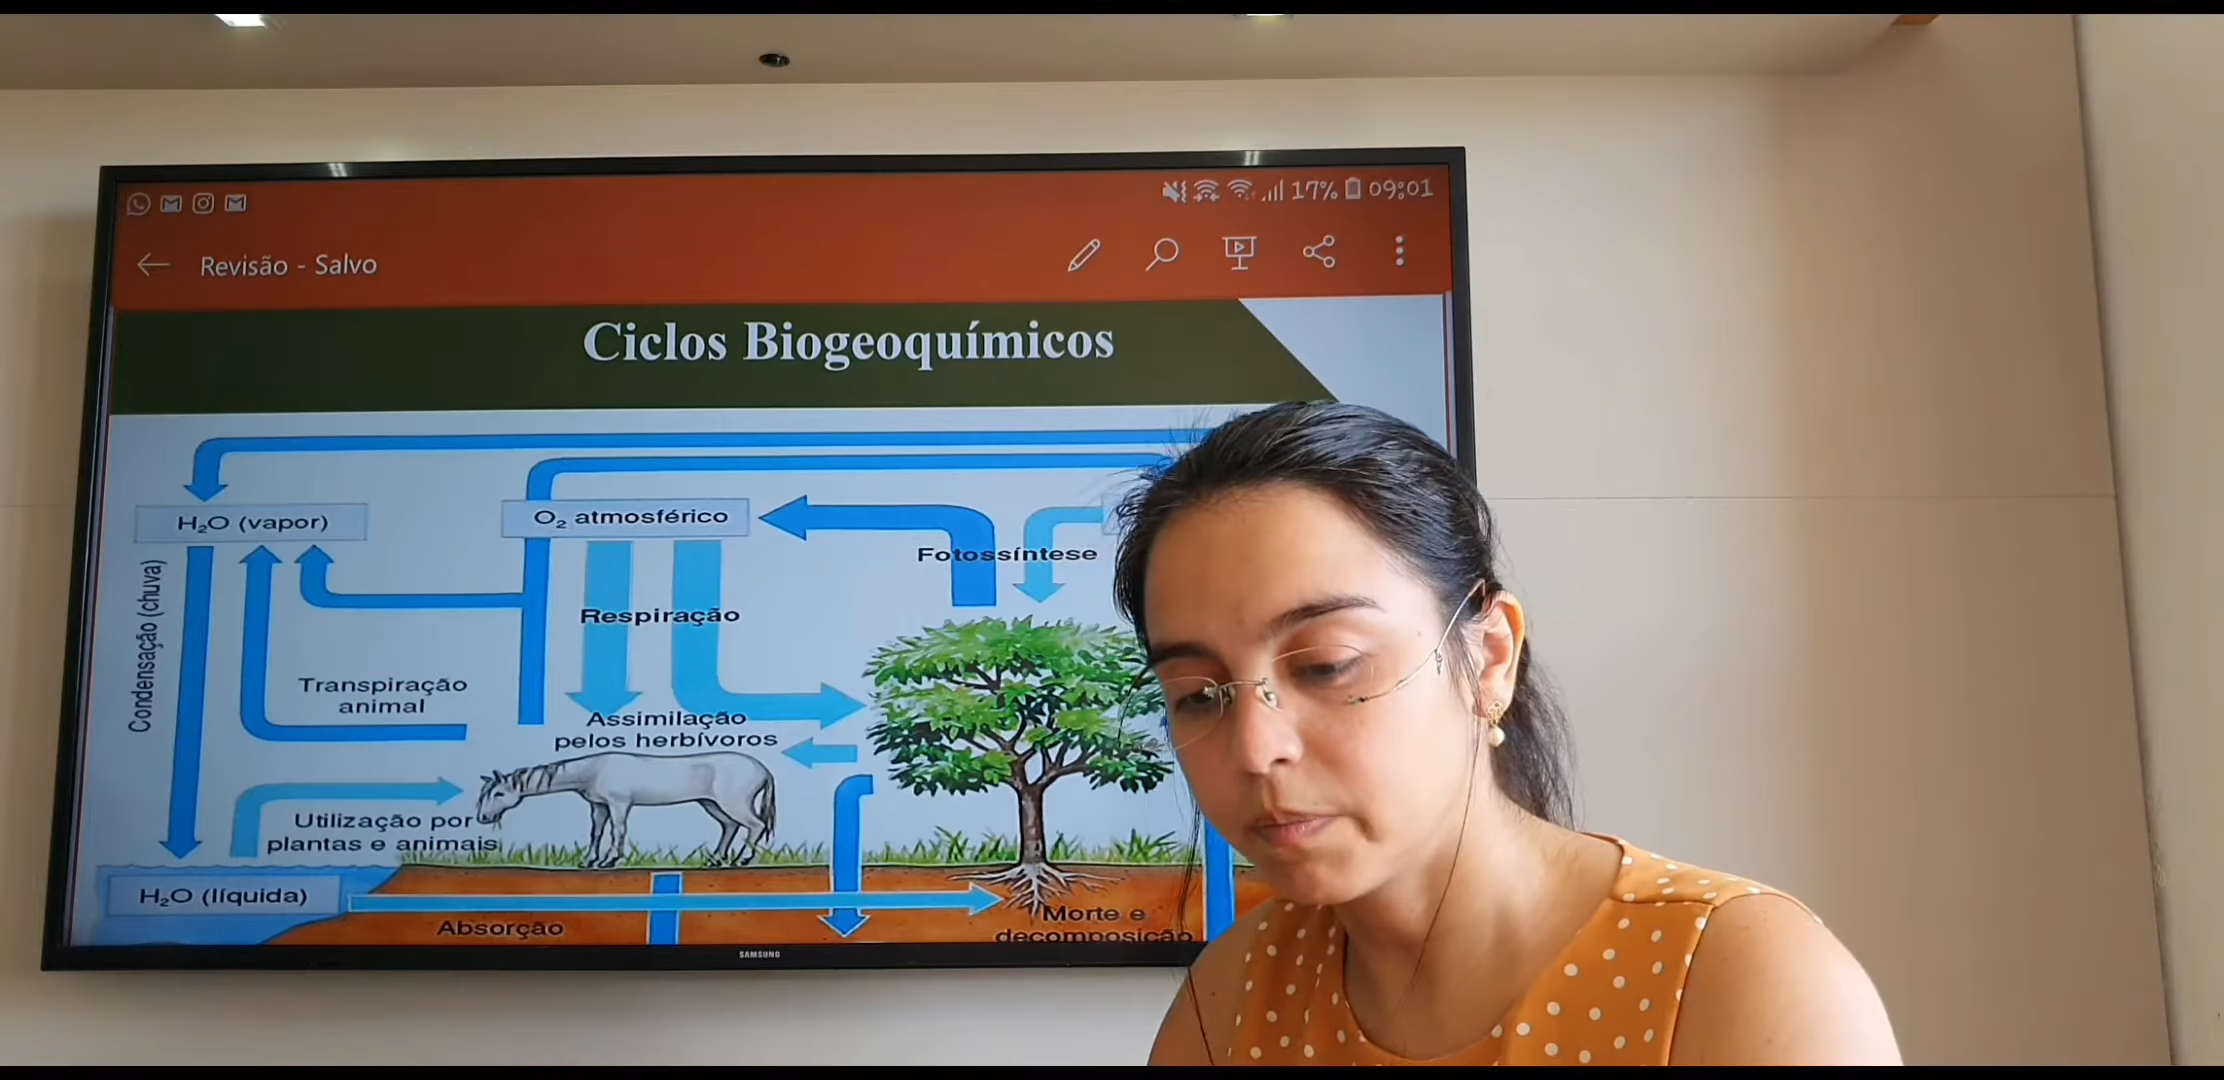 17% 09:01
Revisão - Salvo
Ciclos Biogeoquímicos
H₂O (vapor)
O₂ atmosférico
Fotossíntese
Condensação (chuva)
Respiração
Transpiração
animal
Assimilação
pelos herbívoros
Utilização por
plantas e animais
H₂O (líquida)
Absorção
Morte e
decomposição
SAMSUNG